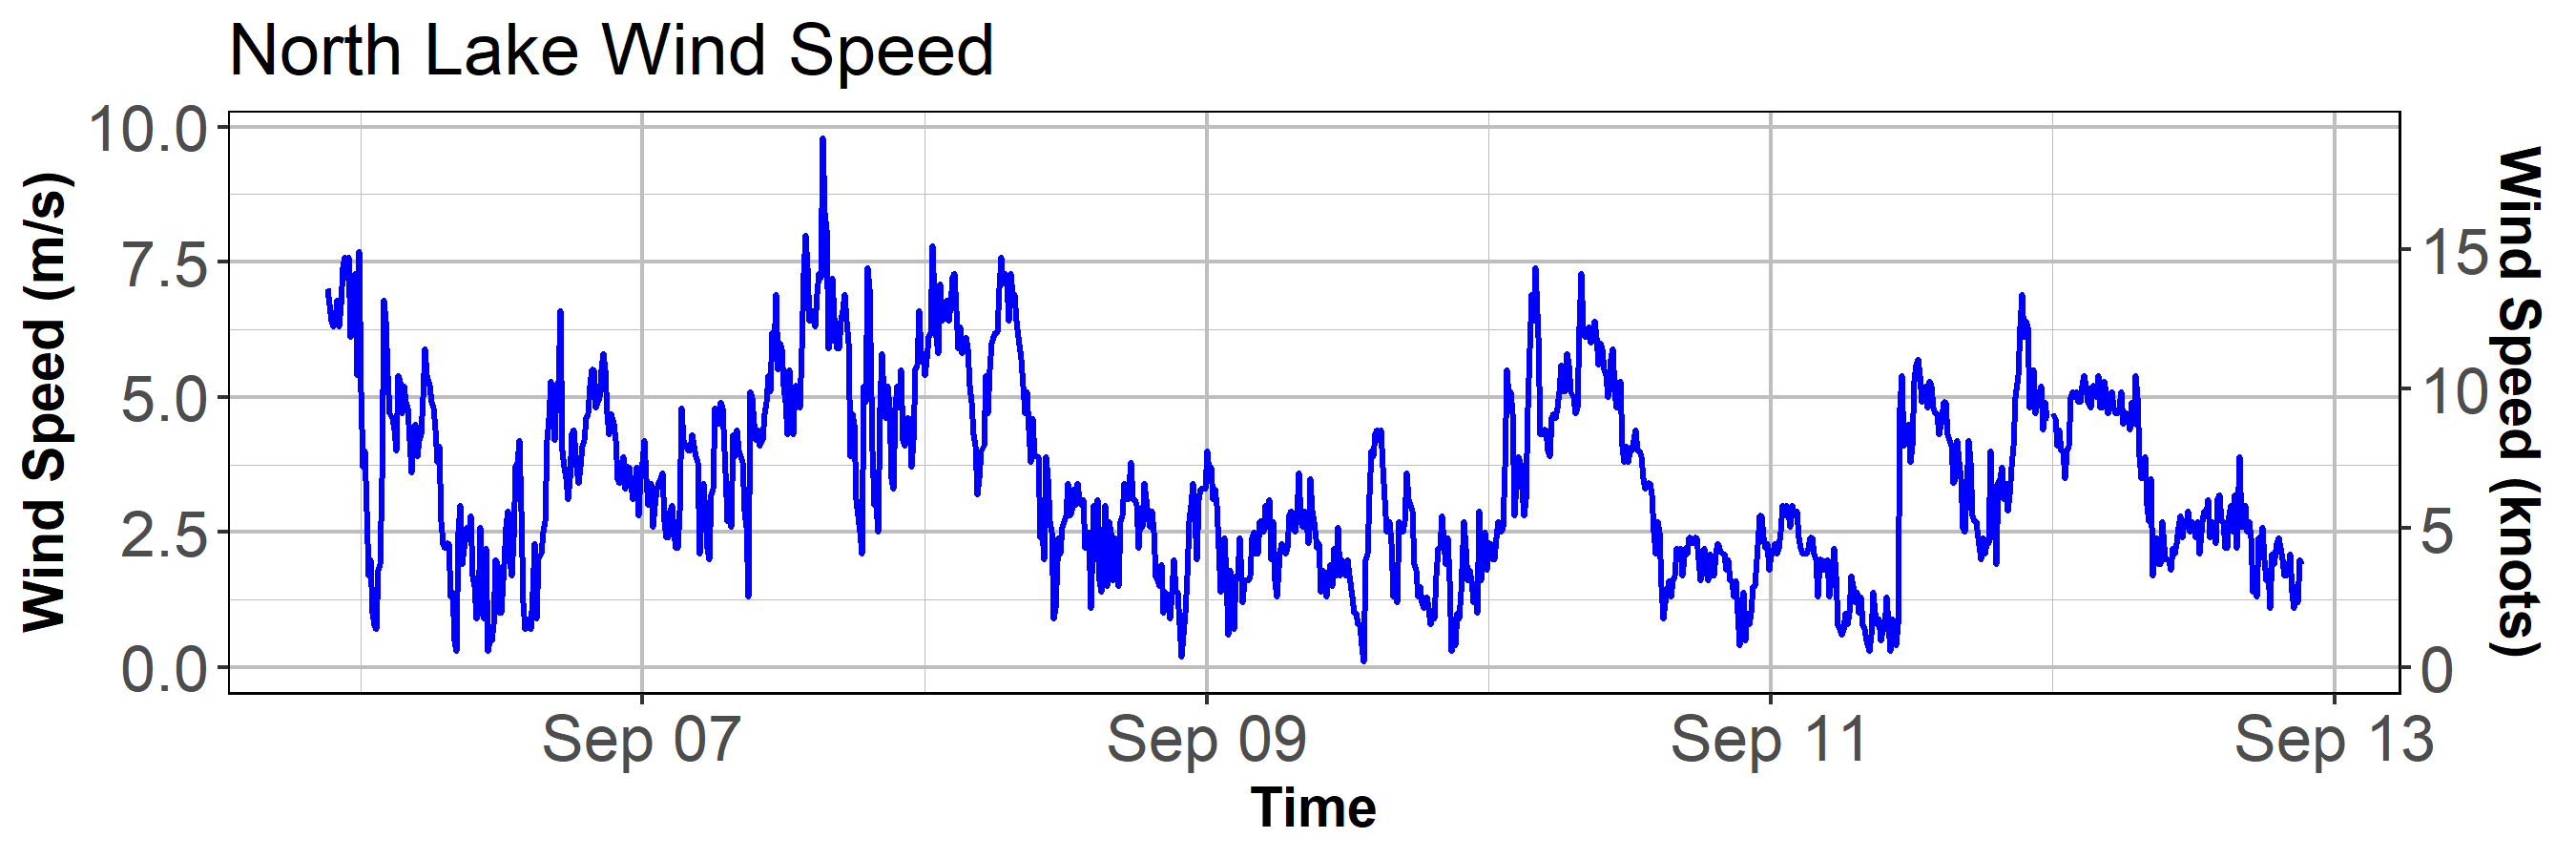 North Lake Wind Speed
Wind Speed (m/s)
10.0
7.5
5.0
2.5
0.0
15
10
5
0
Wind Speed (knots)
Sep 07 Sep 09 Sep 11 Sep 13
Time